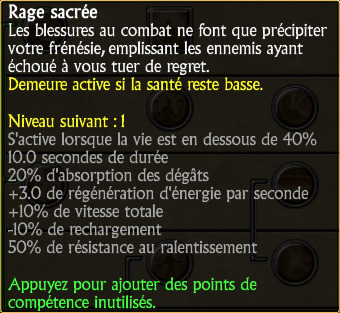 Rage sacrée
Les blessures au combat ne font que précipiter
votre frénésie, emplissant les ennemis ayant
échoué à vous tuer de regret.
Demeure active si la santé reste basse.
Niveau suivant : 1
S'active lorsque la vie est en dessous de 40%
10.0 secondes de durée
20% d'absorption des dégâts
+3.0 de régénération d'énergie par seconde
+10% de vitesse totale
-10% de rechargement
50% de résistance au ralentissement
Appuyez pour ajouter des points de
compétence inutilisés.